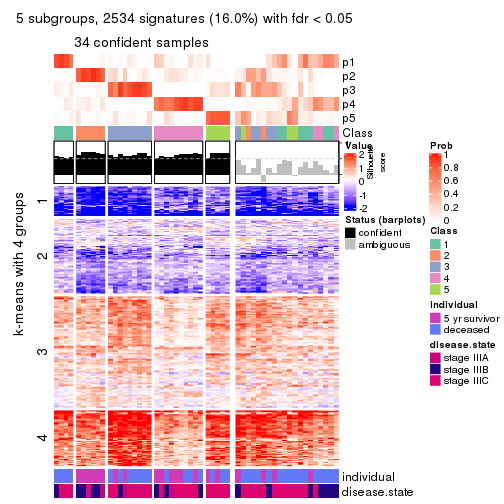 5 subgroups, 2534 signatures (16.0%) with fdr < 0.05
34 confident samples
p1
p2
p3
p4
p5
Class
Silhouette score
k-means with 4 groups
1
2
3
4
Value
2
1
0
-1
-2
Status (barplots)
confident
ambiguous
Prob
1
0.8
0.6
0.4
0.2
0
Class
1
2
3
4
5
individual
5 yr survivor
deceased
disease.state
stage IIIA
stage IIIB
stage IIIC
individual
disease.state